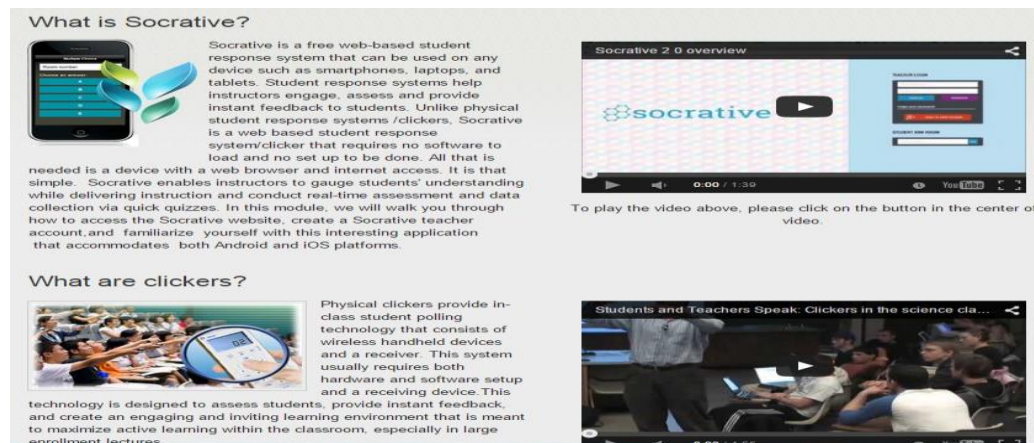 What is Socrative?
Socrative is a free web-based student
response system that can be used on any
device such as smartphones, laptops, and
tablets. Student response systems help
instructors engage, assess and provide
instant feedback to students. Unlike physical
student response systems /clickers, Socrative
is a web based student response
system/clicker that requires no software to
load and no set up to be done. All that is
needed is a device with a web browser and internet access. It is that
simple. Socrative enables instructors to gauge students' understanding
while delivering instruction and conduct real-time assessment and data
collection via quick quizzes. In this module, we will walk you through
how to access the Socrative website, create a Socrative teacher
account,and familiarize yourself with this interesting application
that accommodates both Android and iOS platforms.
Socrative 2 0 overview
socrative
0:00 / 1:39
YouTube
To play the video above, please click on the button in the center of
video.
What are clickers?
Physical clickers provide in-
class student polling
technology that consists of
wireless handheld devices
and a receiver. This system
usually requires both
hardware and software setup
and a receiving device.This
technology is designed to assess students, provide instant feedback,
and create an engaging and inviting learning environment that is meant
to maximize active learning within the classroom, especially in large
enrollment lectures
Students and Teachers Speak: Clickers in the science cla...